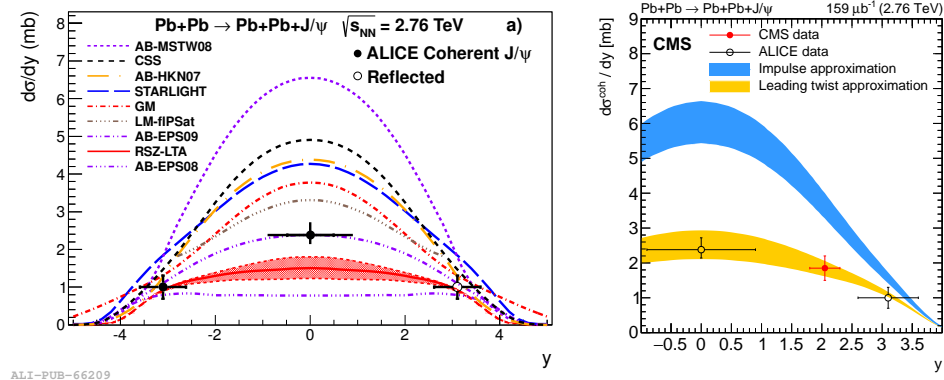 Pb+Pb → Pb+Pb+J/ψ √sNN = 2.76 TeV a)
dσ/dy (mb)
AB-MSTW08
CSS
AB-HKN07
STARLIGHT
GM
LM-fIPSat
AB-EPS09
RSZ-LTA
AB-EPS08
ALICE Coherent J/ψ
Reflected
7
6
5
4
3
2
1
0
-4 -2 0 2 4
y
ALI-PUB-66209
Pb+Pb → Pb+Pb+J/ψ 159 μb⁻¹ (2.76 TeV)
CMS
CMS data
ALICE data
Impulse approximation
Leading twist approximation
dσᶜᵒʰ / dy [mb]
9
8
7
6
5
4
3
2
1
0
−0.5 0 0.5 1 1.5 2 2.5 3 3.5
y